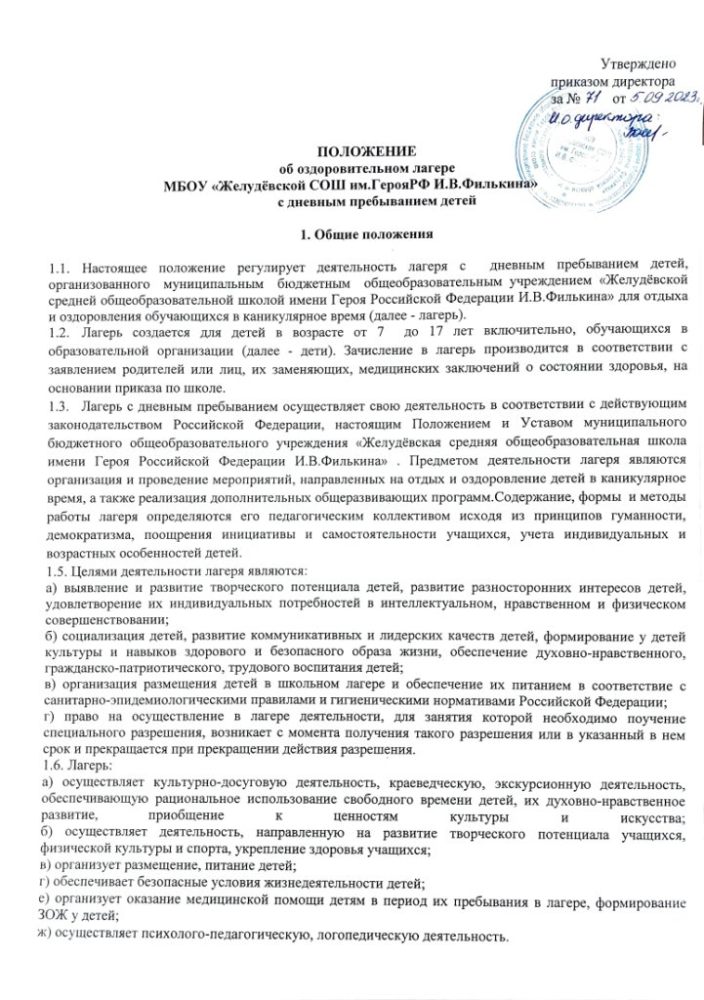 Утверждено
приказом директора
за № 71 от 5.09.2023г.
И.о. директора:
ПОЛОЖЕНИЕ
об оздоровительном лагере
МБОУ «Желудёвской СОШ им.ГерояРФ И.В.Филькина»
с дневным пребыванием детей
1. Общие положения
1.1. Настоящее положение регулирует деятельность лагеря с дневным пребыванием детей,
организованного муниципальным бюджетным общеобразовательным учреждением «Желудёвской
средней общеобразовательной школой имени Героя Российской Федерации И.В.Филькина» для отдыха
и оздоровления обучающихся в каникулярное время (далее - лагерь).
1.2. Лагерь создается для детей в возрасте от 7 до 17 лет включительно, обучающихся в
образовательной организации (далее - дети). Зачисление в лагерь производится в соответствии с
заявлением родителей или лиц, их заменяющих, медицинских заключений о состоянии здоровья, на
основании приказа по школе.
1.3. Лагерь с дневным пребыванием осуществляет свою деятельность в соответствии с действующим
законодательством Российской Федерации, настоящим Положением и Уставом муниципального
бюджетного общеобразовательного учреждения «Желудёвская средняя общеобразовательная школа
имени Героя Российской Федерации И.В.Филькина» . Предметом деятельности лагеря являются
организация и проведение мероприятий, направленных на отдых и оздоровление детей в каникулярное
время, а также реализация дополнительных общеразвивающих программ.Содержание, формы и методы
работы лагеря определяются его педагогическим коллективом исходя из принципов гуманности,
демократизма, поощрения инициативы и самостоятельности учащихся, учета индивидуальных и
возрастных особенностей детей.
1.5. Целями деятельности лагеря являются:
а) выявление и развитие творческого потенциала детей, развитие разносторонних интересов детей,
удовлетворение их индивидуальных потребностей в интеллектуальном, нравственном и физическом
совершенствовании;
б) социализация детей, развитие коммуникативных и лидерских качеств детей, формирование у детей
культуры и навыков здорового и безопасного образа жизни, обеспечение духовно-нравственного,
гражданско-патриотического, трудового воспитания детей;
в) организация размещения детей в школьном лагере и обеспечение их питанием в соответствие с
санитарно-эпидемиологическими правилами и гигиеническими нормативами Российской Федерации;
г) право на осуществление в лагере деятельности, для занятия которой необходимо поучение
специального разрешения, возникает с момента получения такого разрешения или в указанный в нем
срок и прекращается при прекращении действия разрешения.
1.6. Лагерь:
а) осуществляет культурно-досуговую деятельность, краеведческую, экскурсионную деятельность,
обеспечивающую рациональное использование свободного времени детей, их духовно-нравственное
развитие, приобщение к ценностям культуры и искусства;
б) осуществляет деятельность, направленную на развитие творческого потенциала учащихся,
физической культуры и спорта, укрепление здоровья учащихся;
в) организует размещение, питание детей;
г) обеспечивает безопасные условия жизнедеятельности детей;
е) организует оказание медицинской помощи детям в период их пребывания в лагере, формирование
ЗОЖ у детей;
ж) осуществляет психолого-педагогическую, логопедическую деятельность.